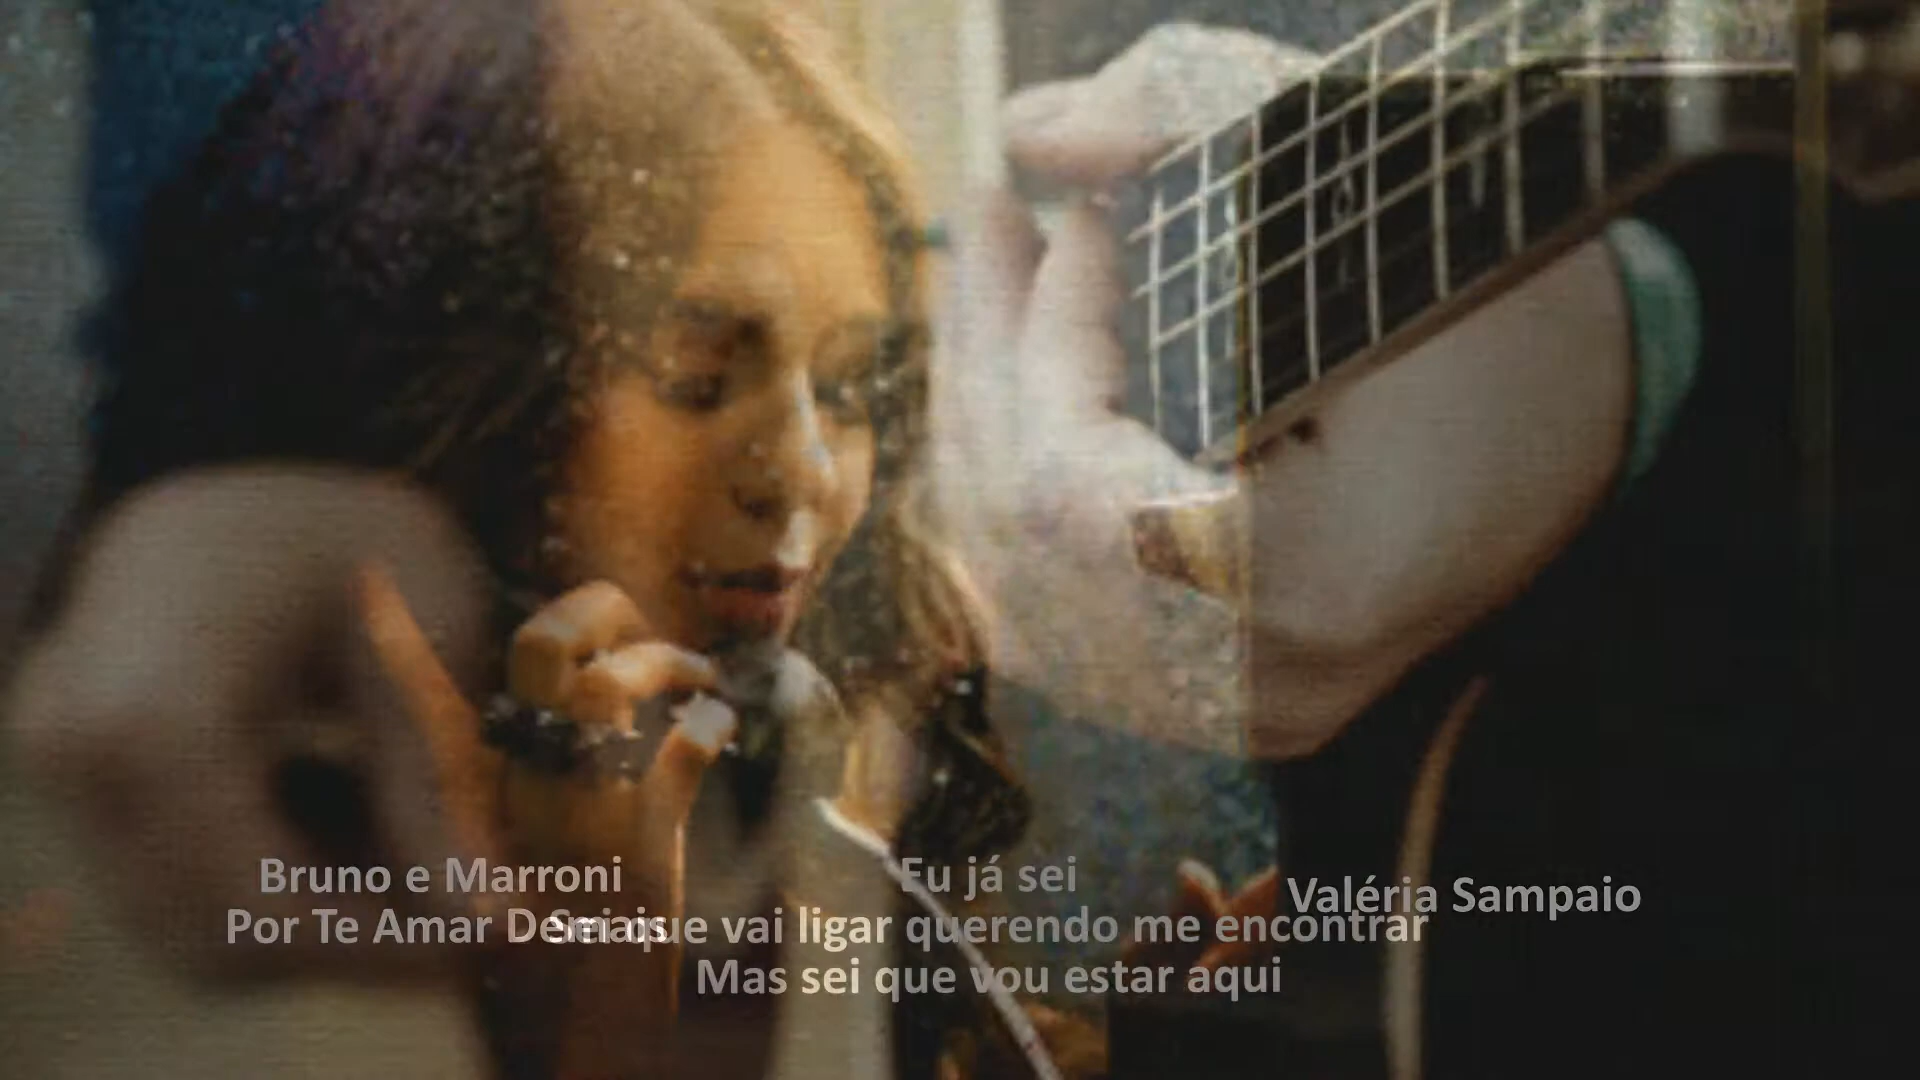 Bruno e Marroni
Por Te Amar Demais
Eu já sei
Sei que vai ligar querendo me encontrar
Mas sei que vou estar aqui
Valéria Sampaio